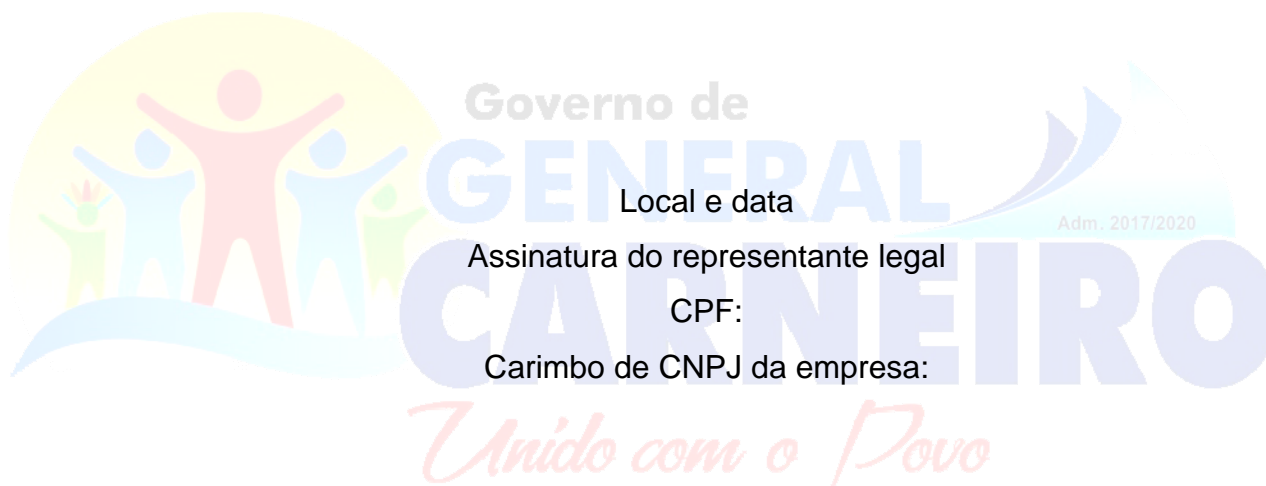 Governo de
GENERAL
Local e data
Adm. 2017/2020
Assinatura do representante legal
CARNEIRO
CPF:
Carimbo de CNPJ da empresa:
Unido com o Povo